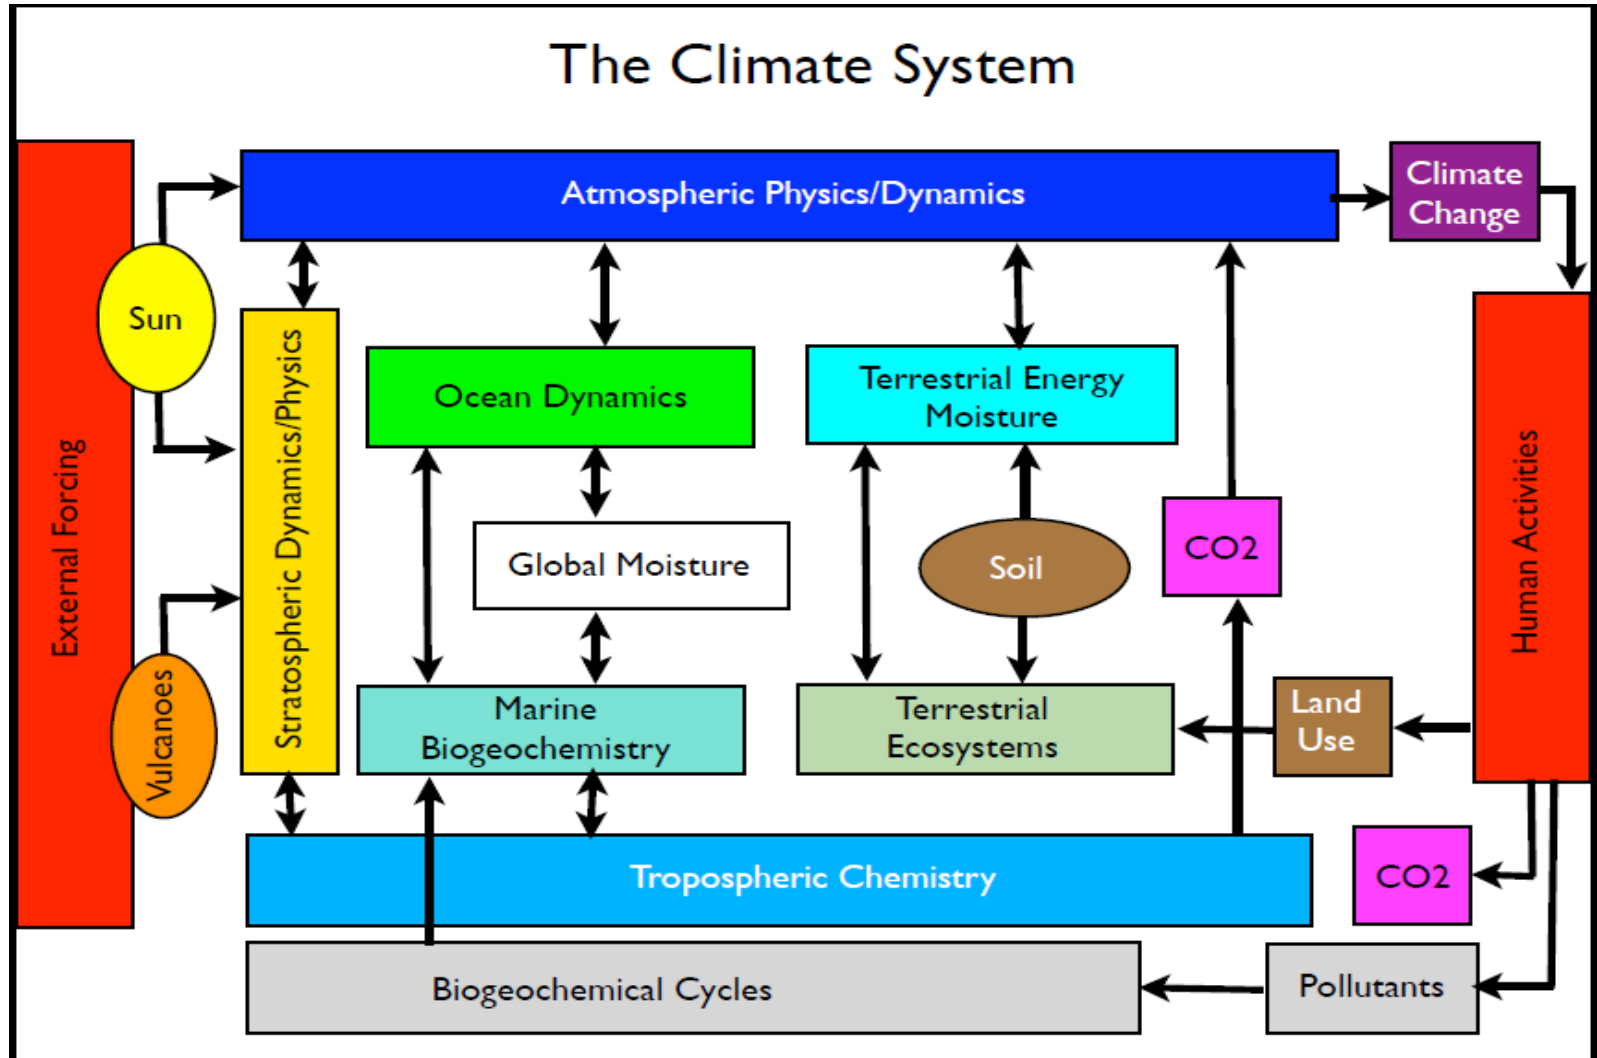 The Climate System
Atmospheric Physics/Dynamics
Climate
Change
Sun
External Forcing
Vulcanoes
Stratospheric Dynamics/Physics
Ocean Dynamics
Terrestrial Energy
Moisture
Global Moisture
Soil
CO2
Human Activities
Marine
Biogeochemistry
Terrestrial
Ecosystems
Land
Use
Tropospheric Chemistry
CO2
Biogeochemical Cycles
Pollutants